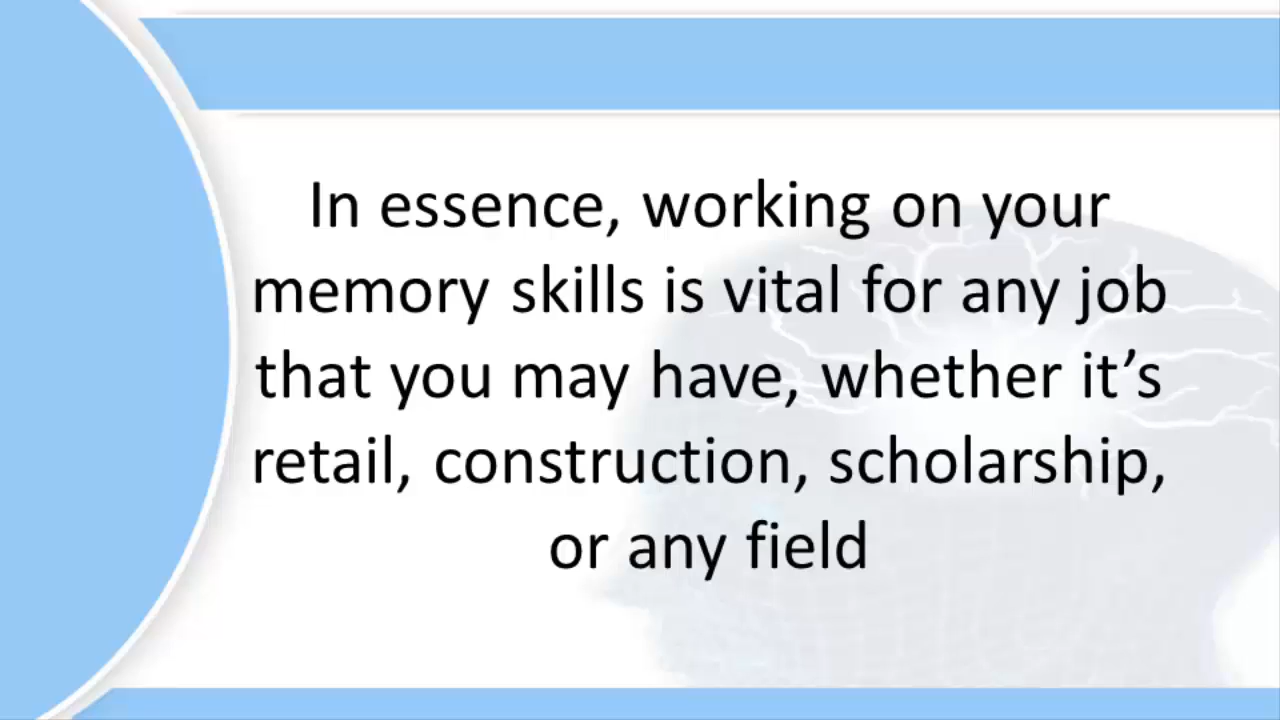 In essence, working on your
memory skills is vital for any job
that you may have, whether it’s
retail, construction, scholarship,
or any field